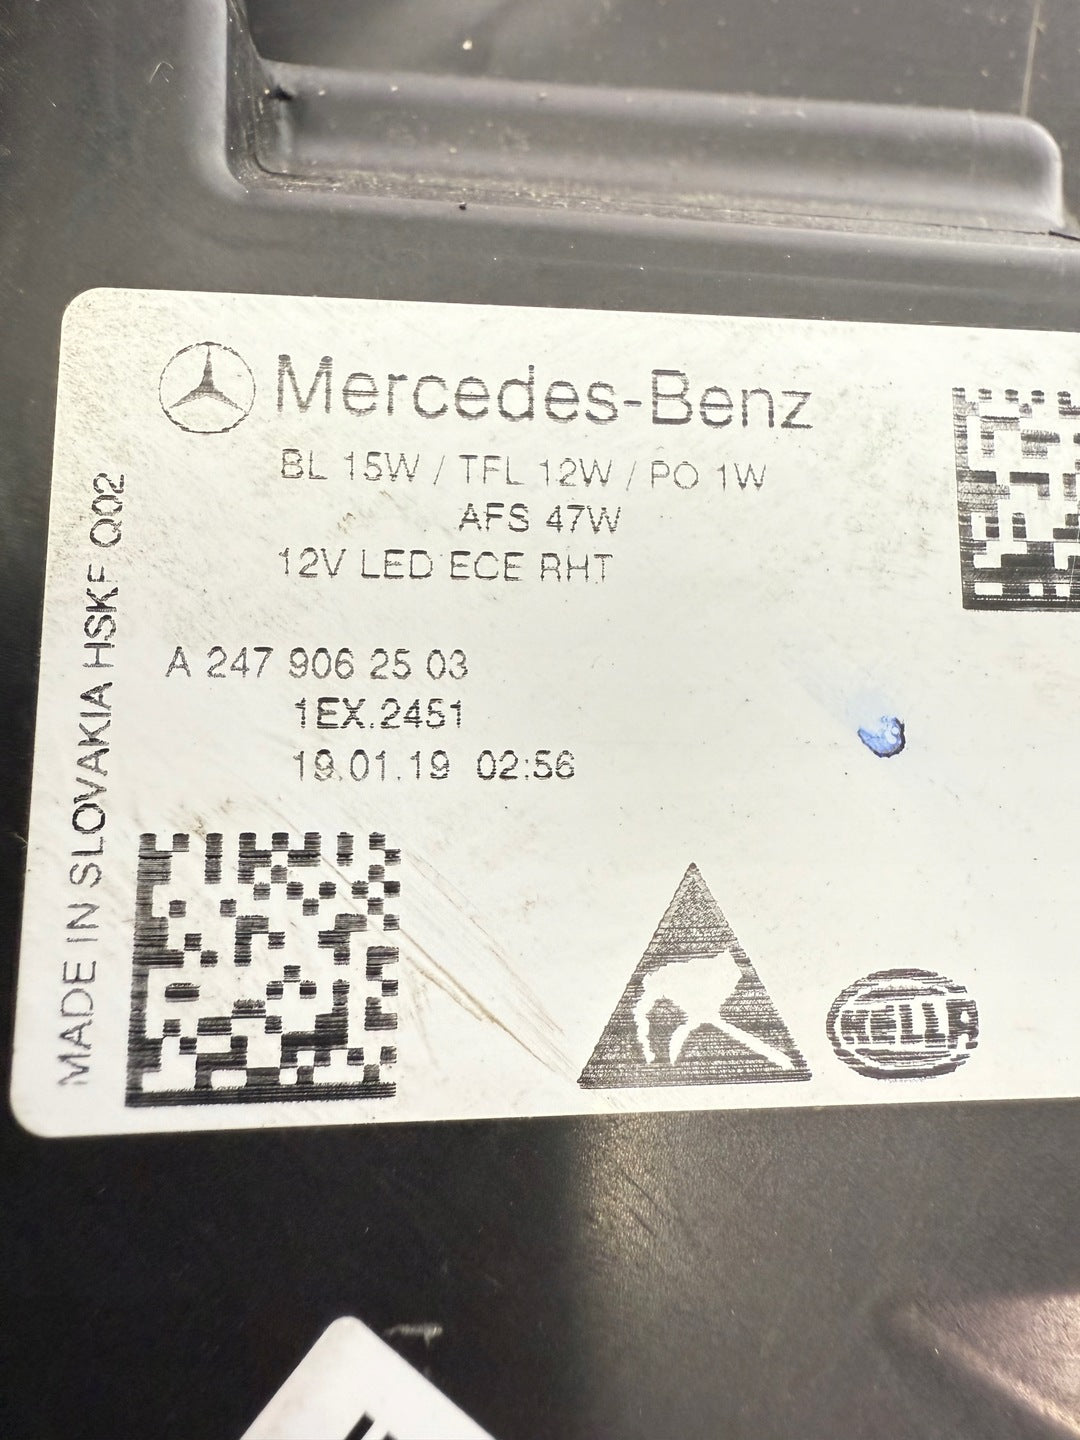 Mercedes-Benz
BL 15W / TFL 12W / PO 1W
AFS 47W
12V LED ECE RHT
A 247 906 25 03
1EX.2451
19.01.19 02:56
MADE IN SLOVAKIA HSKF Q02
HELLA